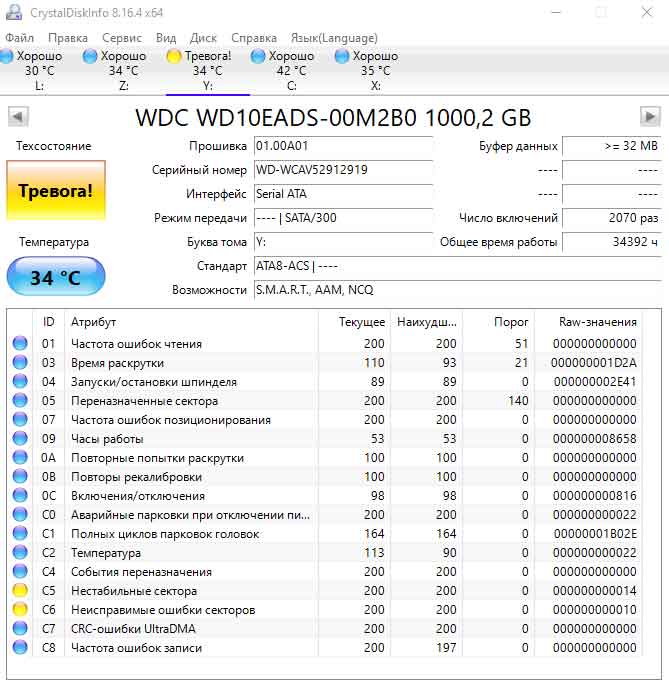 CrystalDiskInfo 8.16.4 x64
Файл Правка Сервис Вид Диск Справка Язык(Language)
Хорошо Хорошо Тревога! Хорошо Хорошо
30 °C 34 °C 34 °C 42 °C 35 °C
L: Z: Y: C: X:
WDC WD10EADS-00M2B0 1000,2 GB
Техсостояние Прошивка 01.00A01 Буфер данных >= 32 MB
Тревога! Серийный номер WD-WCAV52912919 ---- ----
Интерфейс Serial ATA ---- ----
Режим передачи ---- | SATA/300 Число включений 2070 раз
Температура Буква тома Y: Общее время работы 34392 ч
34 °C Стандарт ATA8-ACS | ----
Возможности S.M.A.R.T., AAM, NCQ
ID Атрибут Текущее Наихудш... Порог Raw-значения
01 Частота ошибок чтения 200 200 51 000000000000
03 Время раскрутки 110 93 21 000000001D2A
04 Запуски/остановки шпинделя 89 89 0 000000002E41
05 Переназначенные сектора 200 200 140 000000000000
07 Частота ошибок позиционирования 200 200 0 000000000000
09 Часы работы 53 53 0 000000008658
0A Повторные попытки раскрутки 100 100 0 000000000000
0B Повторы рекалибровки 100 100 0 000000000000
0C Включения/отключения 98 98 0 000000000816
C0 Аварийные парковки при отключении пи... 200 200 0 000000000022
C1 Полных циклов парковок головок 164 164 0 00000001B02E
C2 Температура 113 90 0 000000000022
C4 События переназначения 200 200 0 000000000000
C5 Нестабильные сектора 200 200 0 000000000014
C6 Неисправимые ошибки секторов 200 200 0 000000000010
C7 CRC-ошибки UltraDMA 200 200 0 000000000000
C8 Частота ошибок записи 200 197 0 000000000000